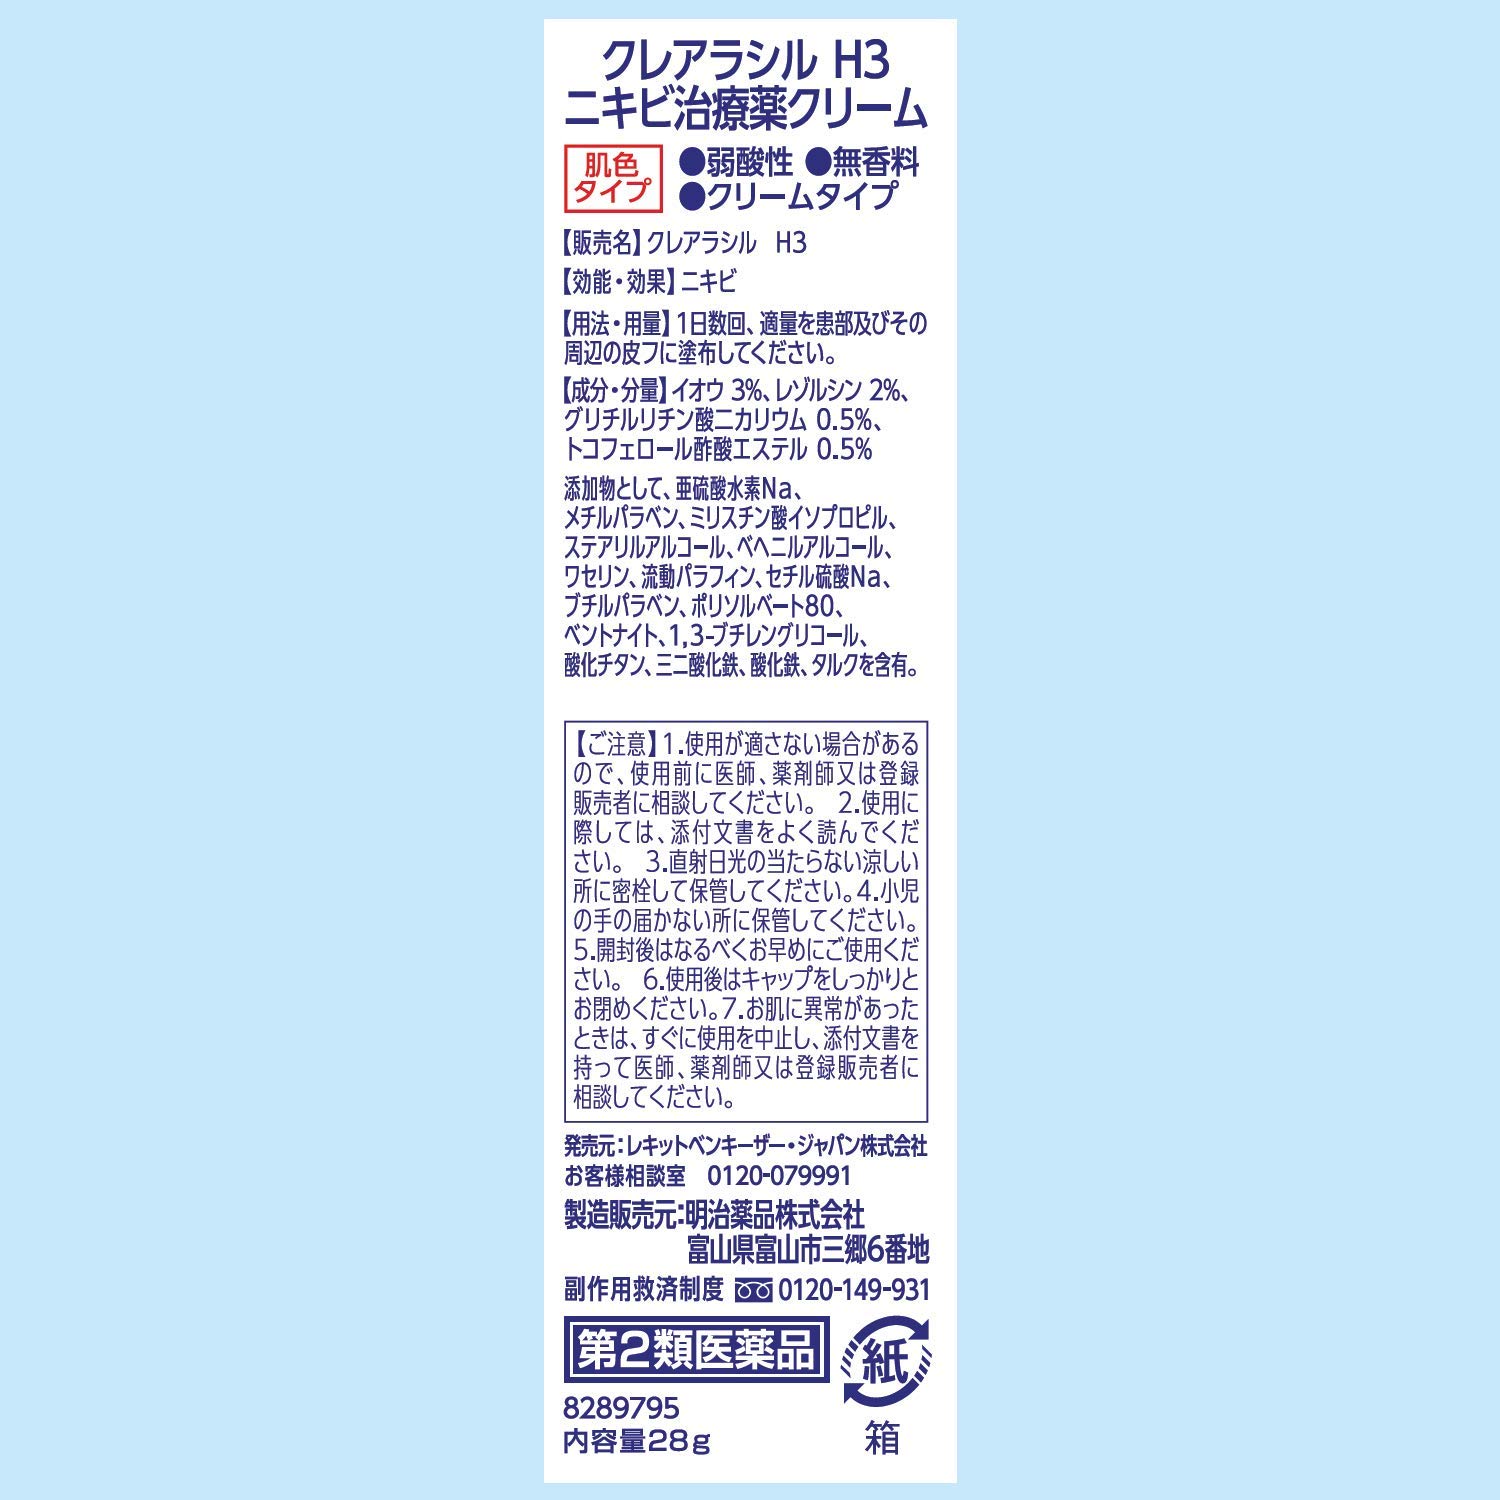 クレアラシル H3
ニキビ治療薬クリーム
肌色
タイプ
●弱酸性 ●無香料
●クリームタイプ
【販売名】クレアラシル H3
【効能・効果】ニキビ
【用法・用量】1日数回、適量を患部及びその
周辺の皮フに塗布してください。
【成分・分量】イオウ 3%、レゾルシン 2%、
グリチルリチン酸ニカリウム 0.5%、
トコフェロール酢酸エステル 0.5%
添加物として、亜硫酸水素Na、
メチルパラベン、ミリスチン酸イソプロピル、
ステアリルアルコール、ベヘニルアルコール、
ワセリン、流動パラフィン、セチル硫酸Na、
ブチルパラベン、ポリソルベート80、
ベントナイト、1,3-ブチレングリコール、
酸化チタン、三二酸化鉄、酸化鉄、タルクを含有。
【ご注意】1.使用が適さない場合がある
ので、使用前に医師、薬剤師又は登録
販売者に相談してください。 2.使用に
際しては、添付文書をよく読んでくだ
さい。 3.直射日光の当たらない涼しい
所に密栓して保管してください。4.小児
の手の届かない所に保管してください。
5.開封後はなるべくお早めにご使用くだ
さい。 6.使用後はキャップをしっかりと
お閉めください。7.お肌に異常があった
ときは、すぐに使用を中止し、添付文書を
持って医師、薬剤師又は登録販売者に
相談してください。
発売元：レキットベンキーザー・ジャパン株式会社
お客様相談室 0120-079991
製造販売元：明治薬品株式会社
富山県富山市三郷6番地
副作用救済制度 0120-149-931
第2類医薬品
紙
8289795
内容量28g
箱